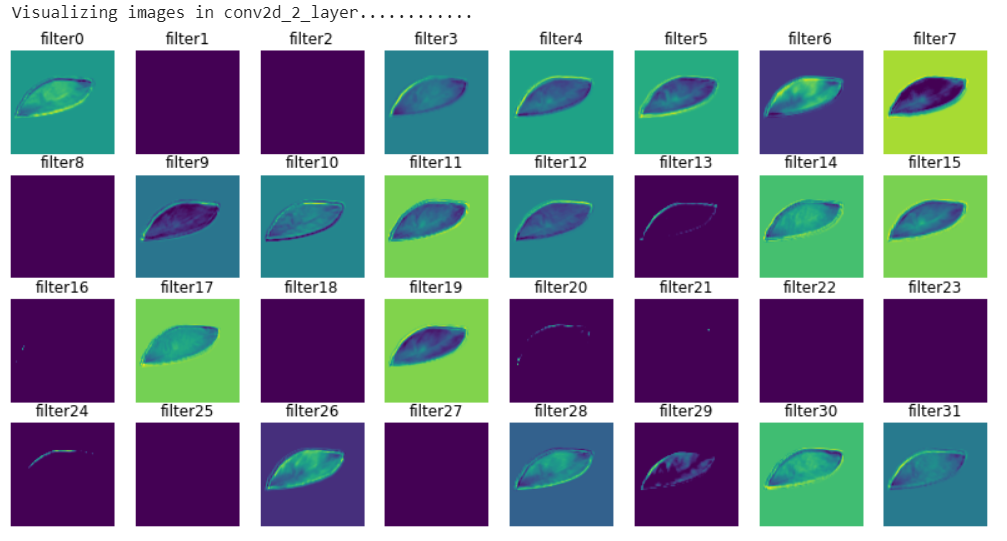 Visualizing images in conv2d_2_layer............
filter0 filter1 filter2 filter3 filter4 filter5 filter6 filter7
filter8 filter9 filter10 filter11 filter12 filter13 filter14 filter15
filter16 filter17 filter18 filter19 filter20 filter21 filter22 filter23
filter24 filter25 filter26 filter27 filter28 filter29 filter30 filter31